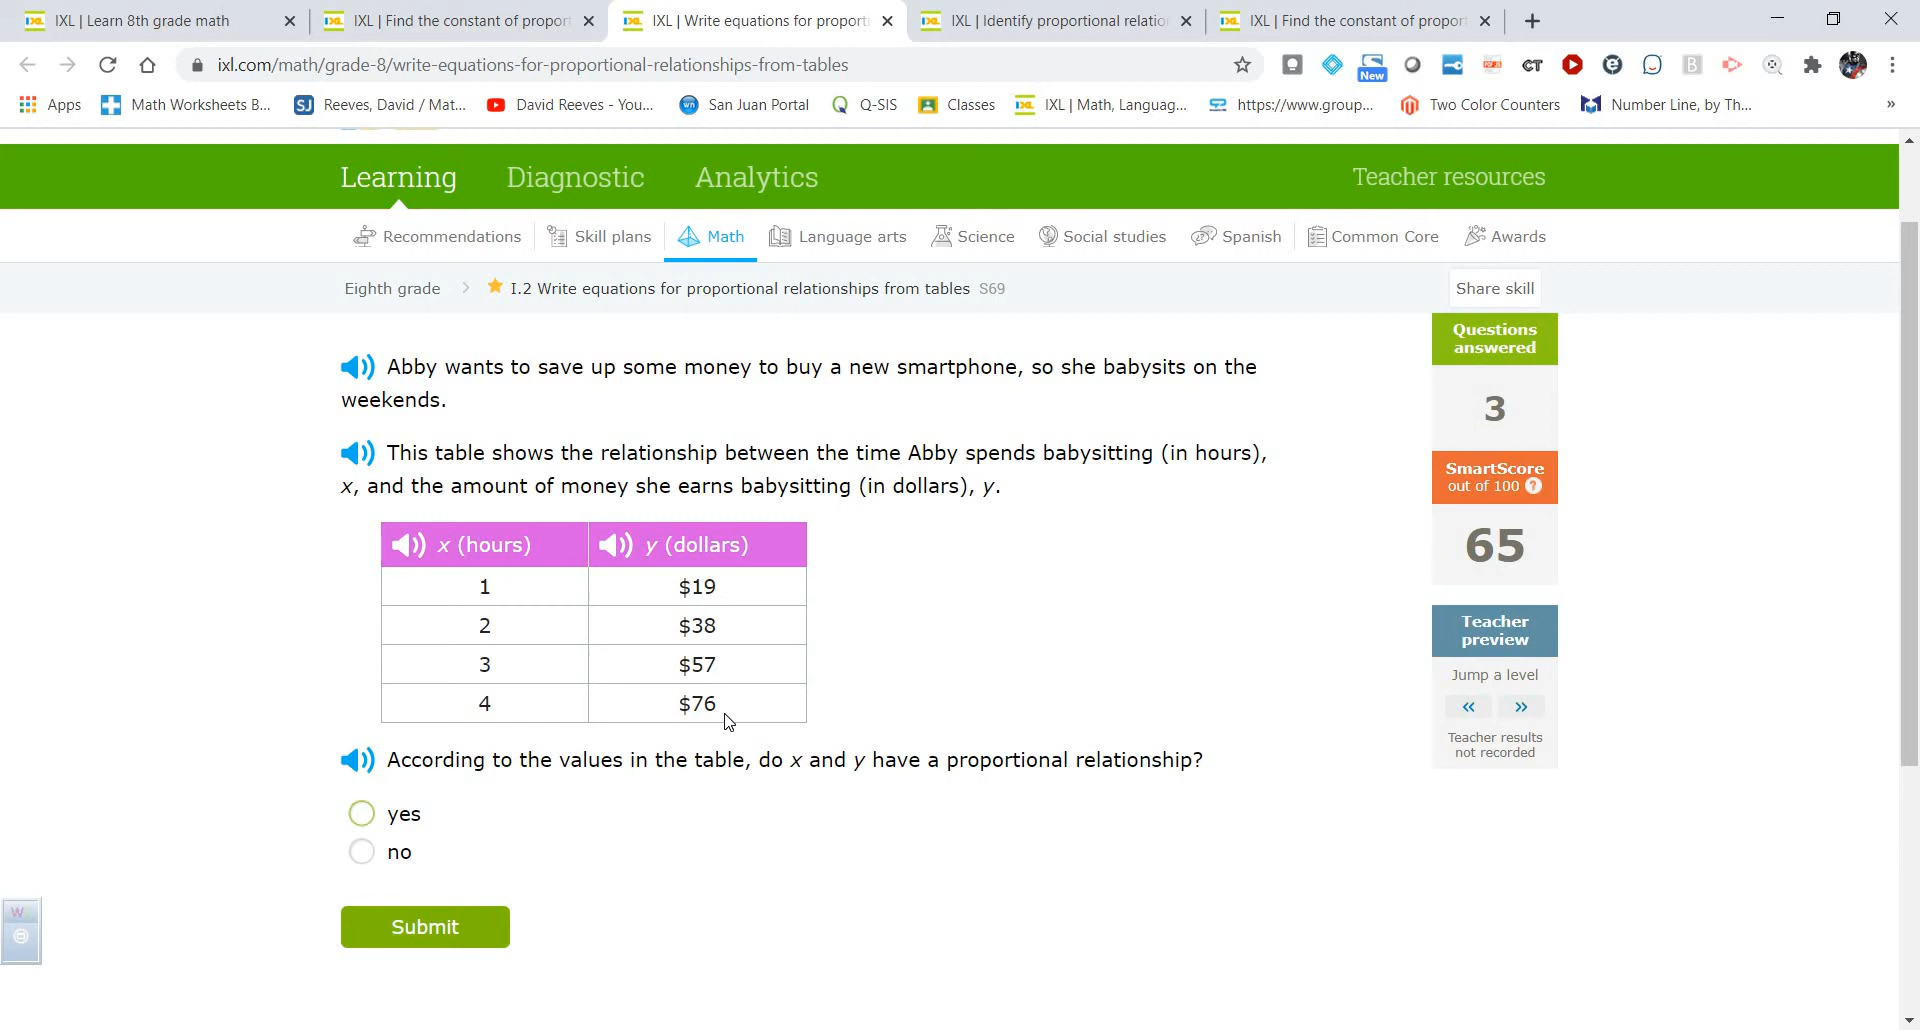 IXL | Learn 8th grade math
IXL | Find the constant of propor
IXL | Write equations for proport
IXL | Identify proportional relatio
IXL | Find the constant of propor
ixl.com/math/grade-8/write-equations-for-proportional-relationships-from-tables
New
CT
Apps
Math Worksheets B...
SJ
Reeves, David / Mat...
David Reeves - You...
wn
San Juan Portal
Q-SIS
Classes
IXL | Math, Languag...
https://www.group...
Two Color Counters
Number Line, by Th...
»
Learning
Diagnostic
Analytics
Teacher resources
Recommendations
Skill plans
Math
Language arts
Science
Social studies
Spanish
Common Core
Awards
Eighth grade > I.2 Write equations for proportional relationships from tables S69
Share skill
Abby wants to save up some money to buy a new smartphone, so she babysits on the
weekends.
This table shows the relationship between the time Abby spends babysitting (in hours),
x, and the amount of money she earns babysitting (in dollars), y.
x (hours) y (dollars)
1 $19
2 $38
3 $57
4 $76
According to the values in the table, do x and y have a proportional relationship?
yes
no
Submit
Questions
answered
3
SmartScore
out of 100 ?
65
Teacher
preview
Jump a level
« »
Teacher results
not recorded
W